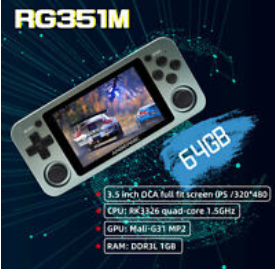 RG351M
64GB
3.5 inch OCA full fit screen (PS /320*480
CPU: RK3326 quad-core 1.5GHz
GPU: Mali-G31 MP2
RAM: DDR3L 1GB